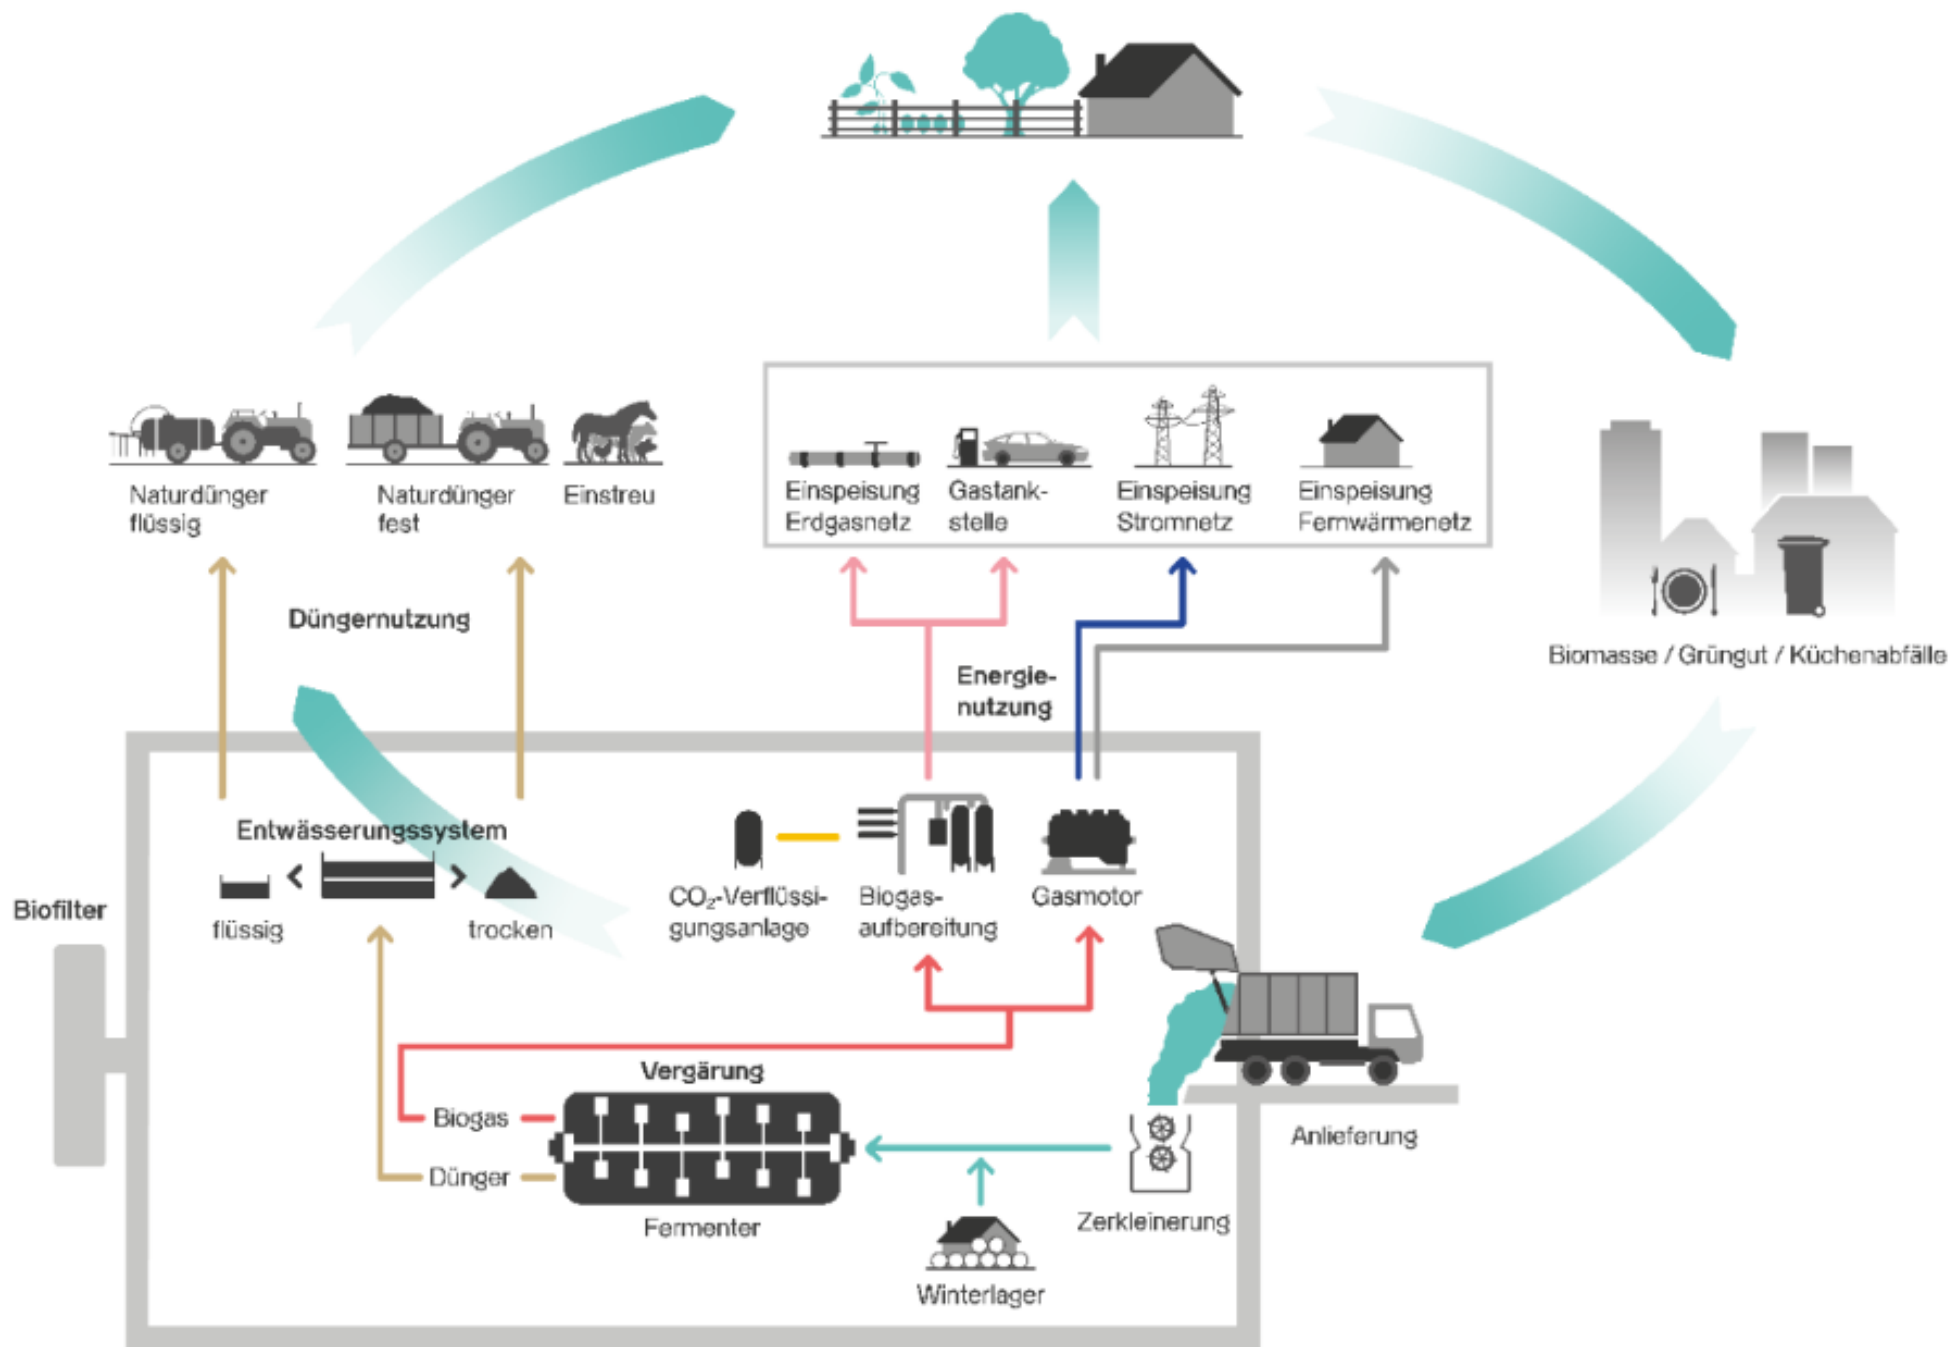 Naturdünger
flüssig
Naturdünger
fest
Einstreu
Einspeisung
Erdgasnetz
Gastank-
stelle
Einspeisung
Stromnetz
Einspeisung
Fernwärmenetz
Düngernutzung
Energie-
nutzung
Biomasse / Grüngut / Küchenabfälle
Entwässerungssystem
flüssig
trocken
CO₂-Verflüssi-
gungsanlage
Biogas-
aufbereitung
Gasmotor
Biofilter
Vergärung
Biogas
Dünger
Fermenter
Anlieferung
Zerkleinerung
Winterlager